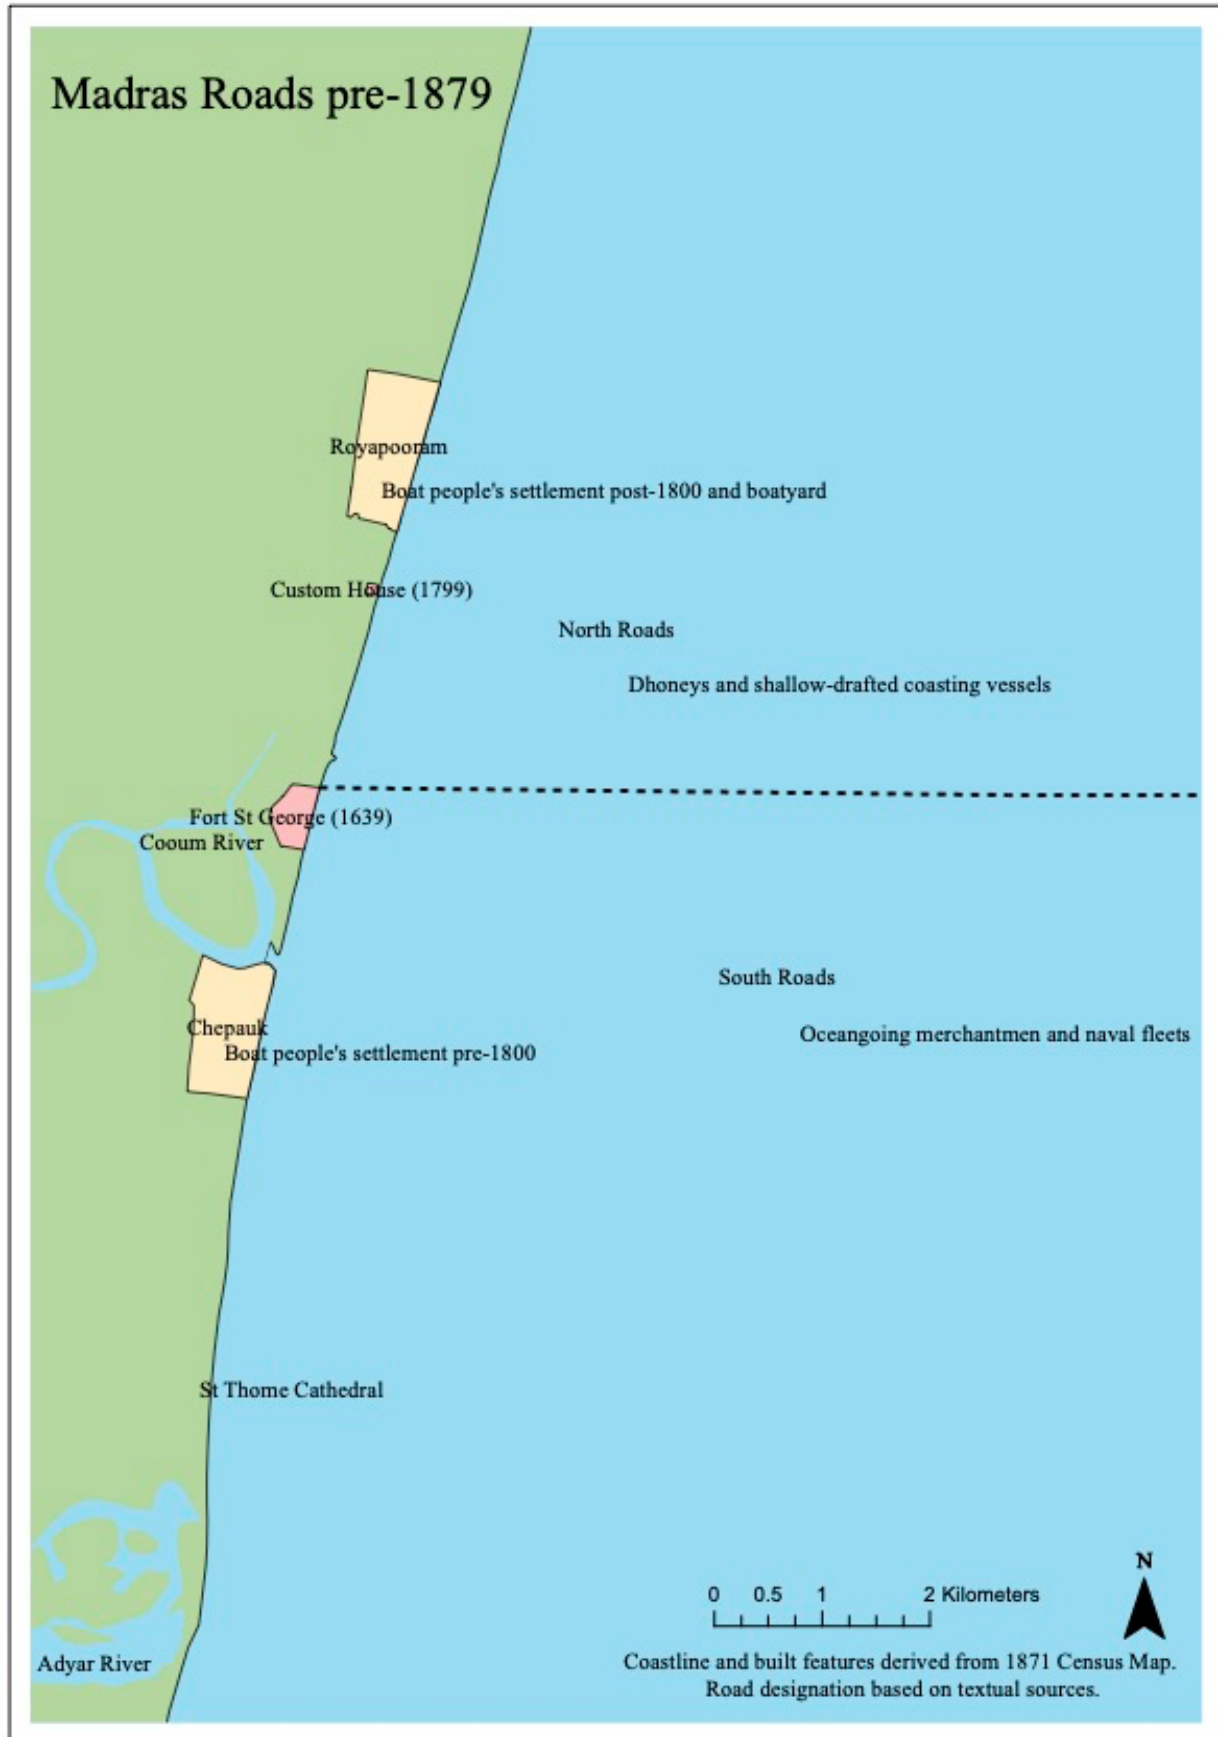 Madras Roads pre-1879
Royapooram
Boat people's settlement post-1800 and boatyard
Custom House (1799)
North Roads
Dhoneys and shallow-drafted coasting vessels
Fort St George (1639)
Cooum River
South Roads
Chepauk
Oceangoing merchantmen and naval fleets
Boat people's settlement pre-1800
St Thome Cathedral
N
0 0.5 1 2 Kilometers
Adyar River
Coastline and built features derived from 1871 Census Map.
Road designation based on textual sources.